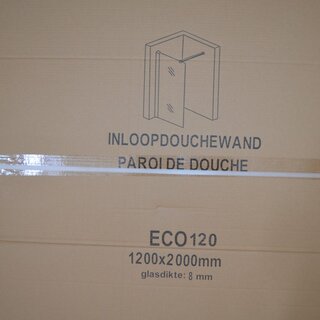 INLOOPDOUCHEWAND
PAROI DE DOUCHE
ECO120
1200x2000mm
glasdikte: 8 mm